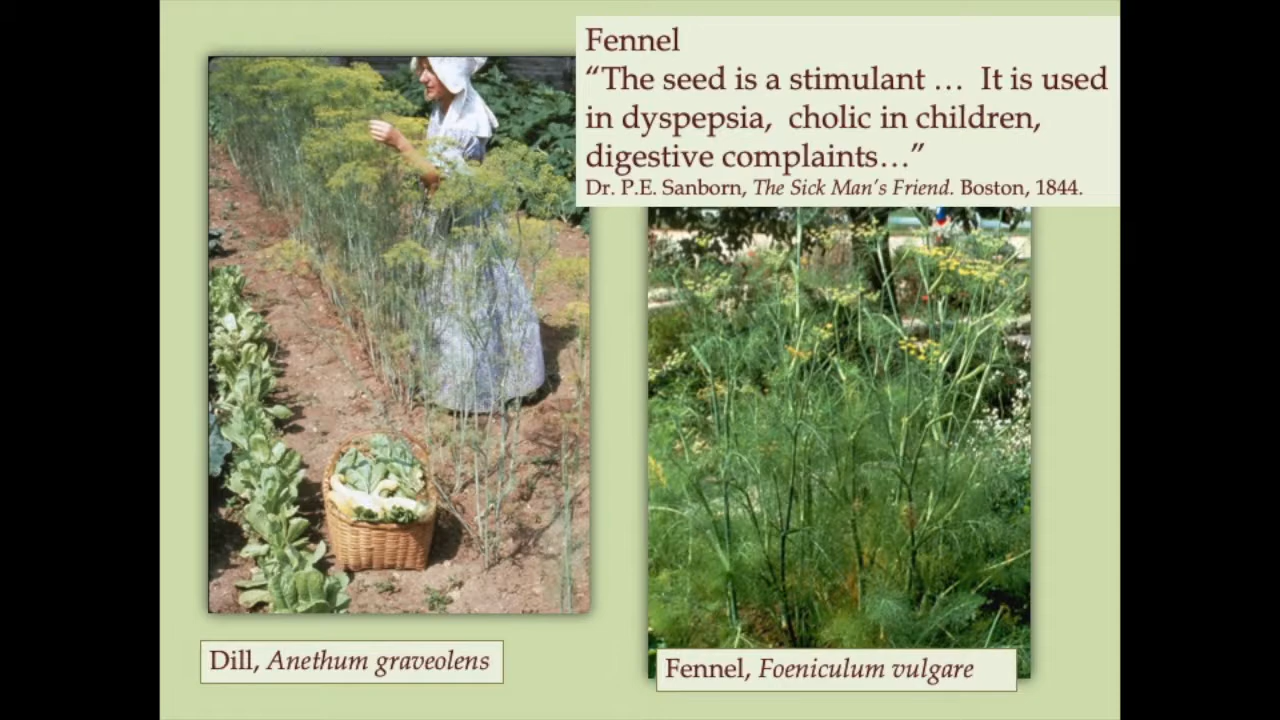 Fennel
“The seed is a stimulant … It is used
in dyspepsia, cholic in children,
digestive complaints…”
Dr. P.E. Sanborn, The Sick Man’s Friend. Boston, 1844.
Dill, Anethum graveolens
Fennel, Foeniculum vulgare